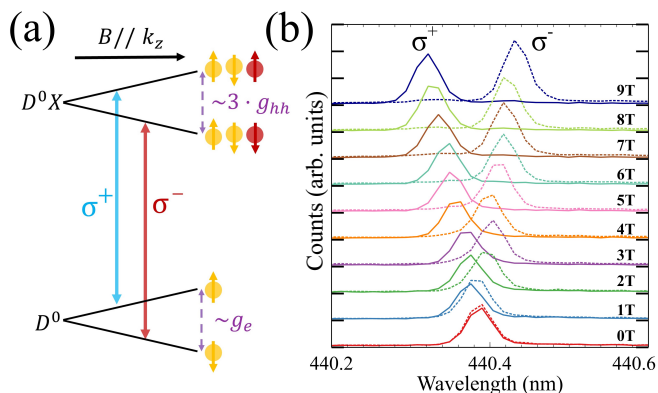 (a)
B// k_z
D⁰X
~3 · g_hh
σ⁺
σ⁻
D⁰
~g_e
(b)
σ⁺
σ⁻
9T
8T
7T
6T
5T
4T
3T
2T
1T
0T
Counts (arb. units)
440.2
440.4
440.6
Wavelength (nm)